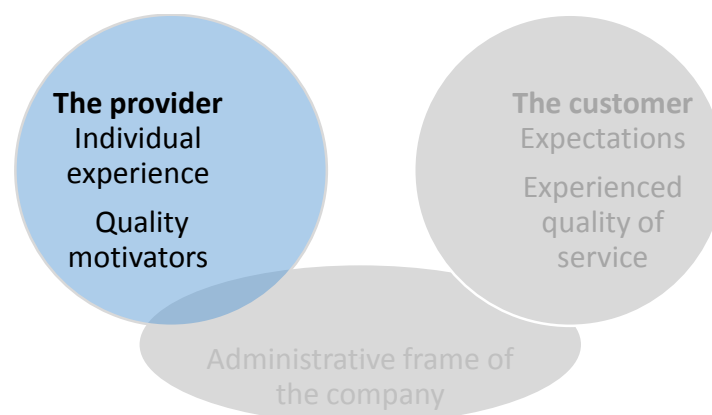 The provider
Individual
experience
Quality
motivators
The customer
Expectations
Experienced
quality of
service
Administrative frame of
the company